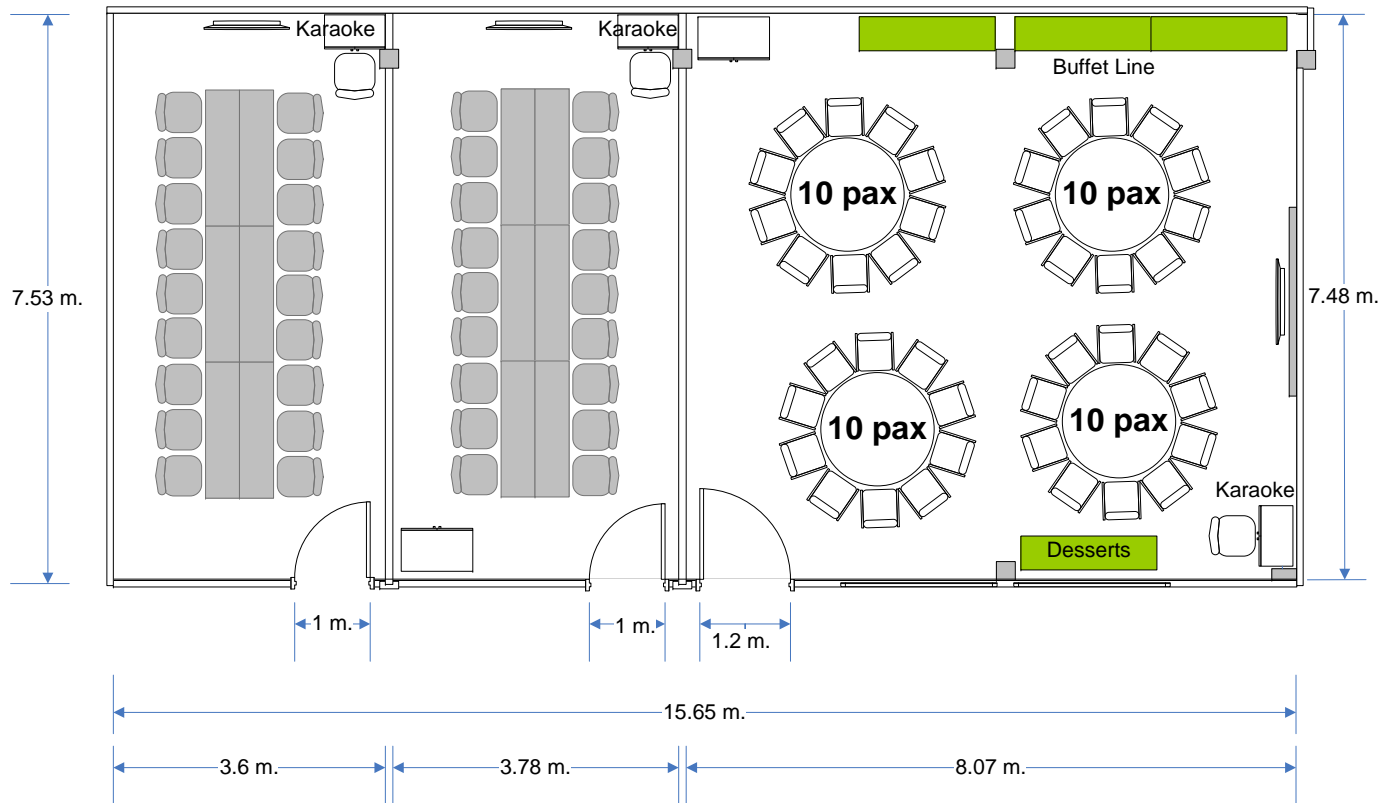 Karaoke
Karaoke
Buffet Line
10 pax
10 pax
7.53 m.
7.48 m.
10 pax
10 pax
Karaoke
Desserts
1 m.
1 m.
1.2 m.
15.65 m.
3.6 m.
3.78 m.
8.07 m.